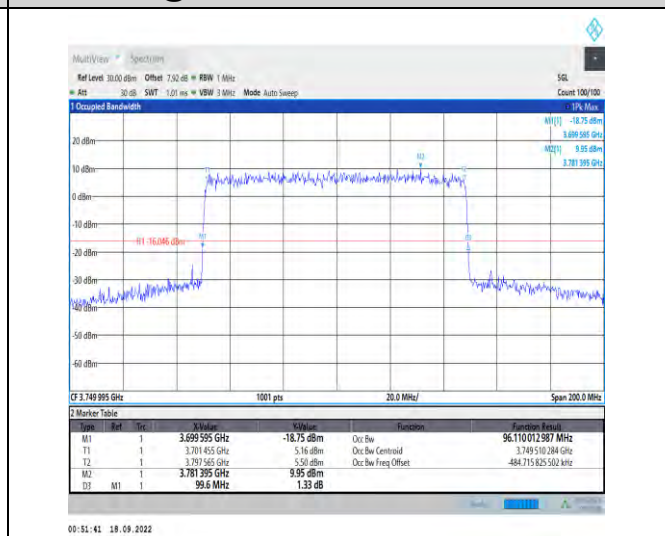 MultiView Spectrum
Ref Level 30.00 dBm Offset 7.92 dB RBW 1 MHz SGL
Att 30 dB SWT 1.01 ms VBW 3 MHz Mode Auto Sweep Count 100/100
1 Occupied Bandwidth 1Pk Max
M1[1] -18.75 dBm
3.699 595 GHz
M2[1] 9.95 dBm
3.781 395 GHz
20 dBm
M2
10 dBm
0 dBm
-10 dBm
H1 -16.046 dBm
M1
-20 dBm
-30 dBm
-40 dBm
-50 dBm
-60 dBm
CF 3.749 995 GHz 1001 pts 20.0 MHz/ Span 200.0 MHz
2 Marker Table
Type Ref Trc X-Value Y-Value Function Function Result
M1 1 3.699 595 GHz -18.75 dBm Occ Bw 96.110 012 987 MHz
T1 1 3.701 455 GHz 5.16 dBm Occ Bw Centroid 3.749 510 284 GHz
T2 1 3.797 565 GHz 5.50 dBm Occ Bw Freq Offset -484.715 825 502 kHz
M2 1 3.781 395 GHz 9.95 dBm
D3 M1 1 99.6 MHz 1.33 dB
00:51:41 18.09.2022